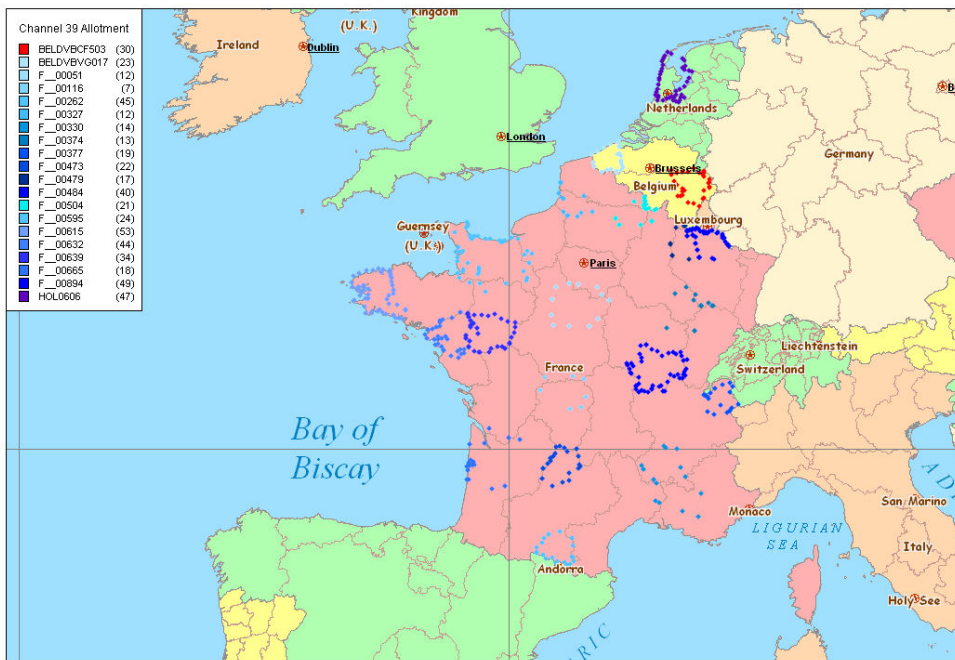 Channel 39 Allotment
BELDVBCF503 (30)
BELDVBIVG017 (23)
F__00051 (12)
F__00116 (7)
F__00262 (45)
F__00327 (12)
F__00330 (14)
F__00374 (13)
F__00377 (19)
F__00473 (22)
F__00479 (17)
F__00484 (40)
F__00504 (21)
F__00595 (24)
F__00615 (53)
F__00632 (44)
F__00639 (34)
F__00665 (18)
F__00894 (49)
HOL0606 (47)
Kingdom
(U.K.)
Ireland
Dublin
Netherlands
London
Brussels
Belgium
Germany
Luxembourg
Guernsey
(U.K.)
Paris
Liechtenstein
Switzerland
France
Bay of
Biscay
Monaco
LIGURIAN
SEA
San Marino
Italy
Andorra
Holy See